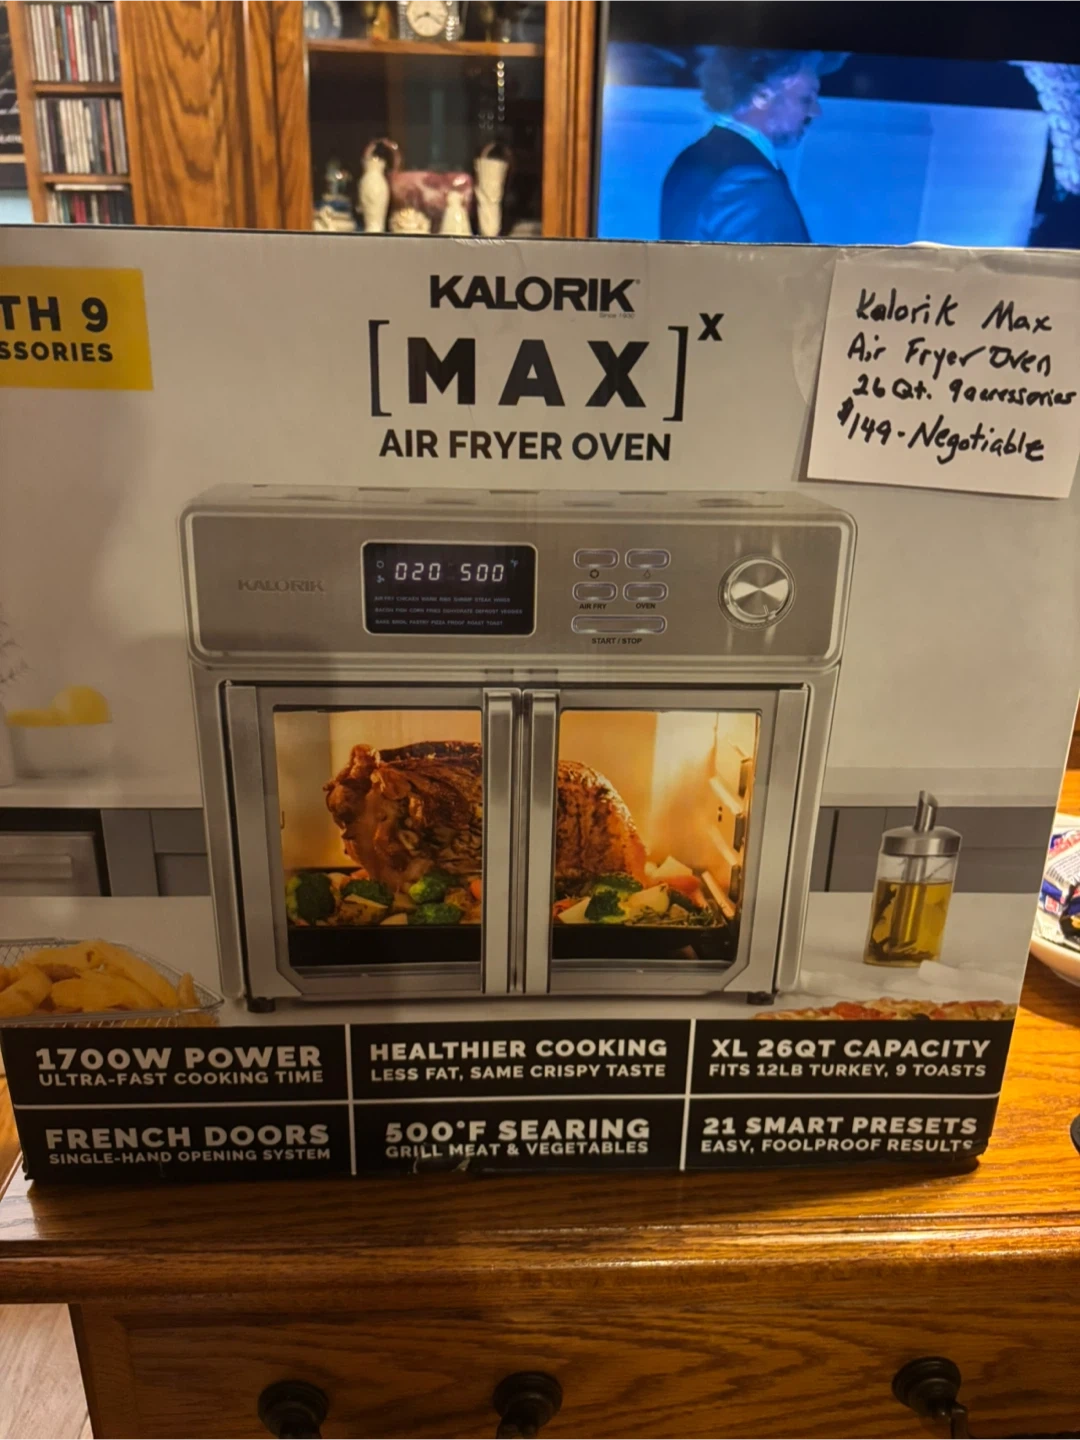 TH 9
SSORIES
KALORIK
Since 1930
[MAX]X
AIR FRYER OVEN
Kalorik Max
Air Fryer Oven
26 Qt. 9 accessories
$149 - Negotiable
KALORIK
020 500 °F
AIR FRY OVEN
START / STOP
1700W POWER
ULTRA-FAST COOKING TIME
HEALTHIER COOKING
LESS FAT, SAME CRISPY TASTE
XL 26QT CAPACITY
FITS 12LB TURKEY, 9 TOASTS
FRENCH DOORS
SINGLE-HAND OPENING SYSTEM
500°F SEARING
GRILL MEAT & VEGETABLES
21 SMART PRESETS
EASY, FOOLPROOF RESULTS